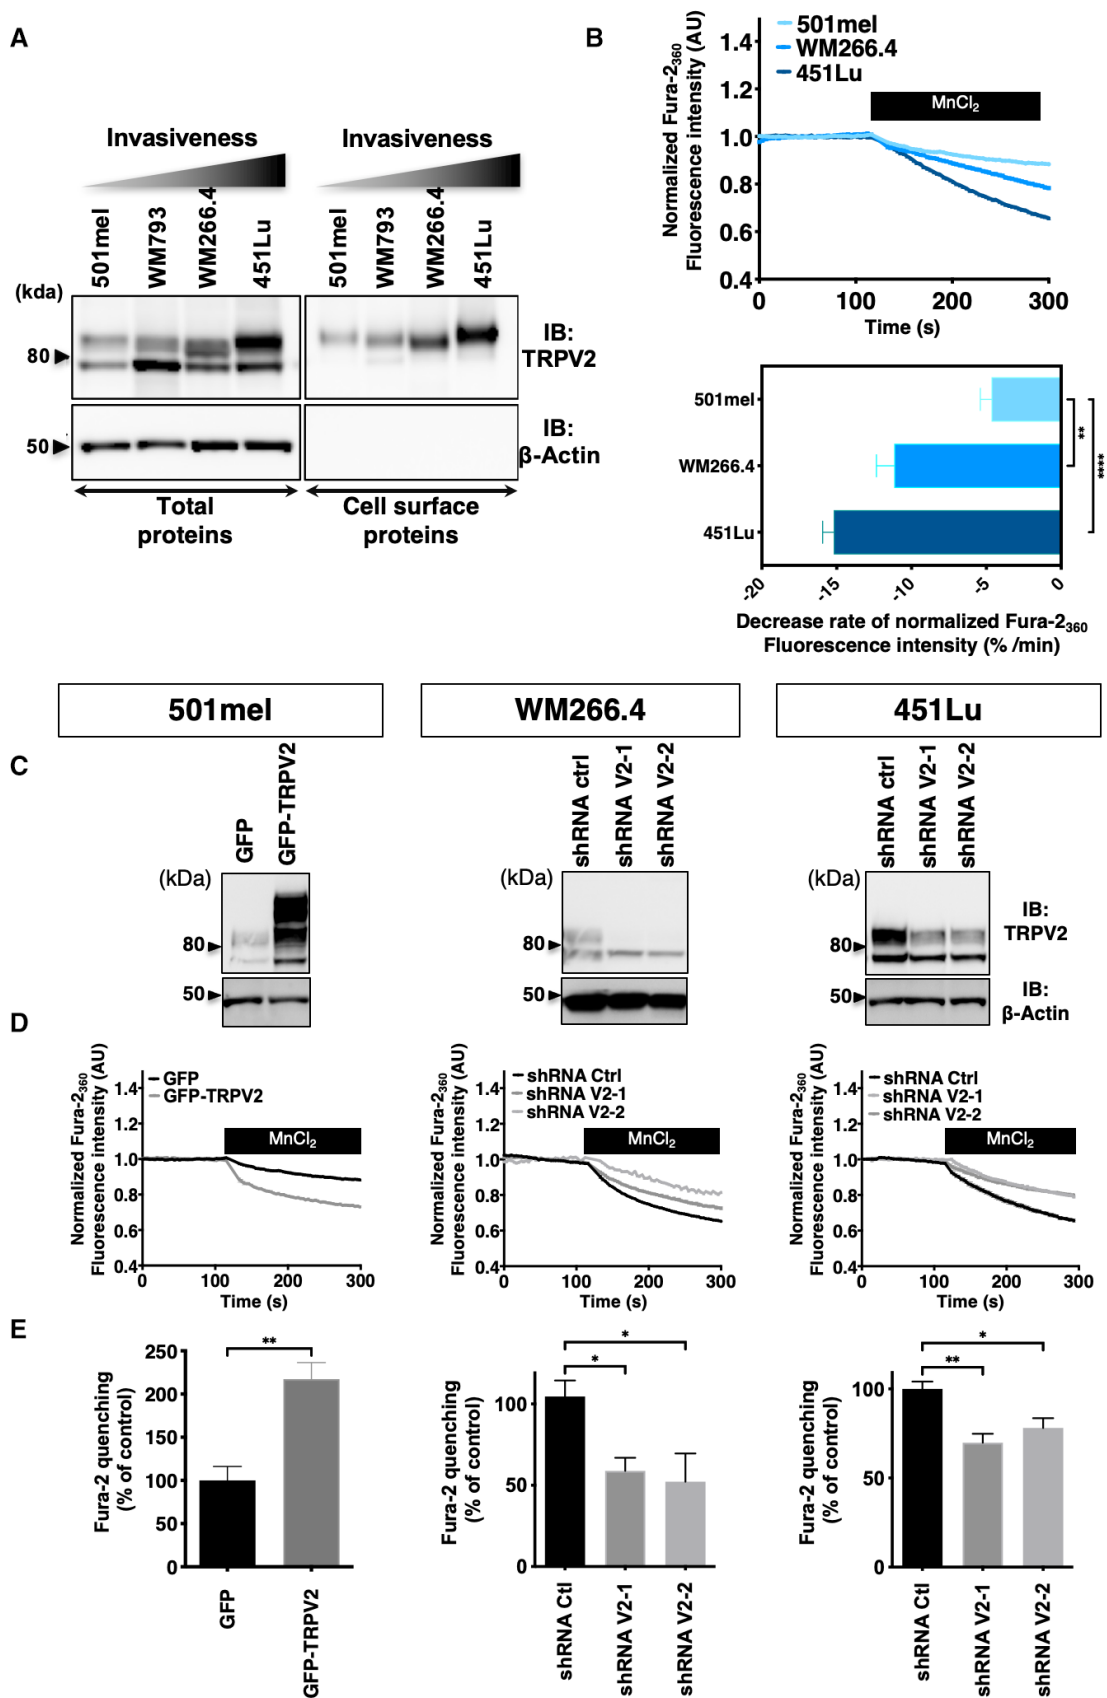 A
Invasiveness
Invasiveness
501mel
WM793
WM266.4
451Lu
501mel
WM793
WM266.4
451Lu
(kda)
80
IB:
TRPV2
50
IB:
β-Actin
Total
proteins
Cell surface
proteins
B
Normalized Fura-2360
Fluorescence intensity (AU)
501mel
WM266.4
451Lu
MnCl2
1.4
1.2
1.0
0.8
0.6
0.4
0
100
200
300
Time (s)
501mel
WM266.4
451Lu
**
****
-20
-15
-10
-5
0
Decrease rate of normalized Fura-2360
Fluorescence intensity (% /min)
501mel
WM266.4
451Lu
C
GFP
GFP-TRPV2
(kDa)
80
50
shRNA ctrl
shRNA V2-1
shRNA V2-2
(kDa)
80
50
shRNA ctrl
shRNA V2-1
shRNA V2-2
(kDa)
80
50
IB:
TRPV2
IB:
β-Actin
D
Normalized Fura-2360
Fluorescence intensity (AU)
GFP
GFP-TRPV2
MnCl2
1.4
1.2
1.0
0.8
0.6
0.4
0
100
200
300
Time (s)
Normalized Fura-2360
Fluorescence intensity (AU)
shRNA Ctrl
shRNA V2-1
shRNA V2-2
MnCl2
1.4
1.2
1.0
0.8
0.6
0.4
0
100
200
300
Time (s)
Normalized Fura-2360
Fluorescence intensity (AU)
shRNA Ctrl
shRNA V2-1
shRNA V2-2
MnCl2
1.4
1.2
1.0
0.8
0.6
0.4
0
100
200
300
Time (s)
E
Fura-2 quenching
(% of control)
250
200
150
100
50
0
**
GFP
GFP-TRPV2
Fura-2 quenching
(% of control)
100
50
0
*
*
shRNA Ctl
shRNA V2-1
shRNA V2-2
Fura-2 quenching
(% of control)
100
50
0
*
**
shRNA Ctl
shRNA V2-1
shRNA V2-2